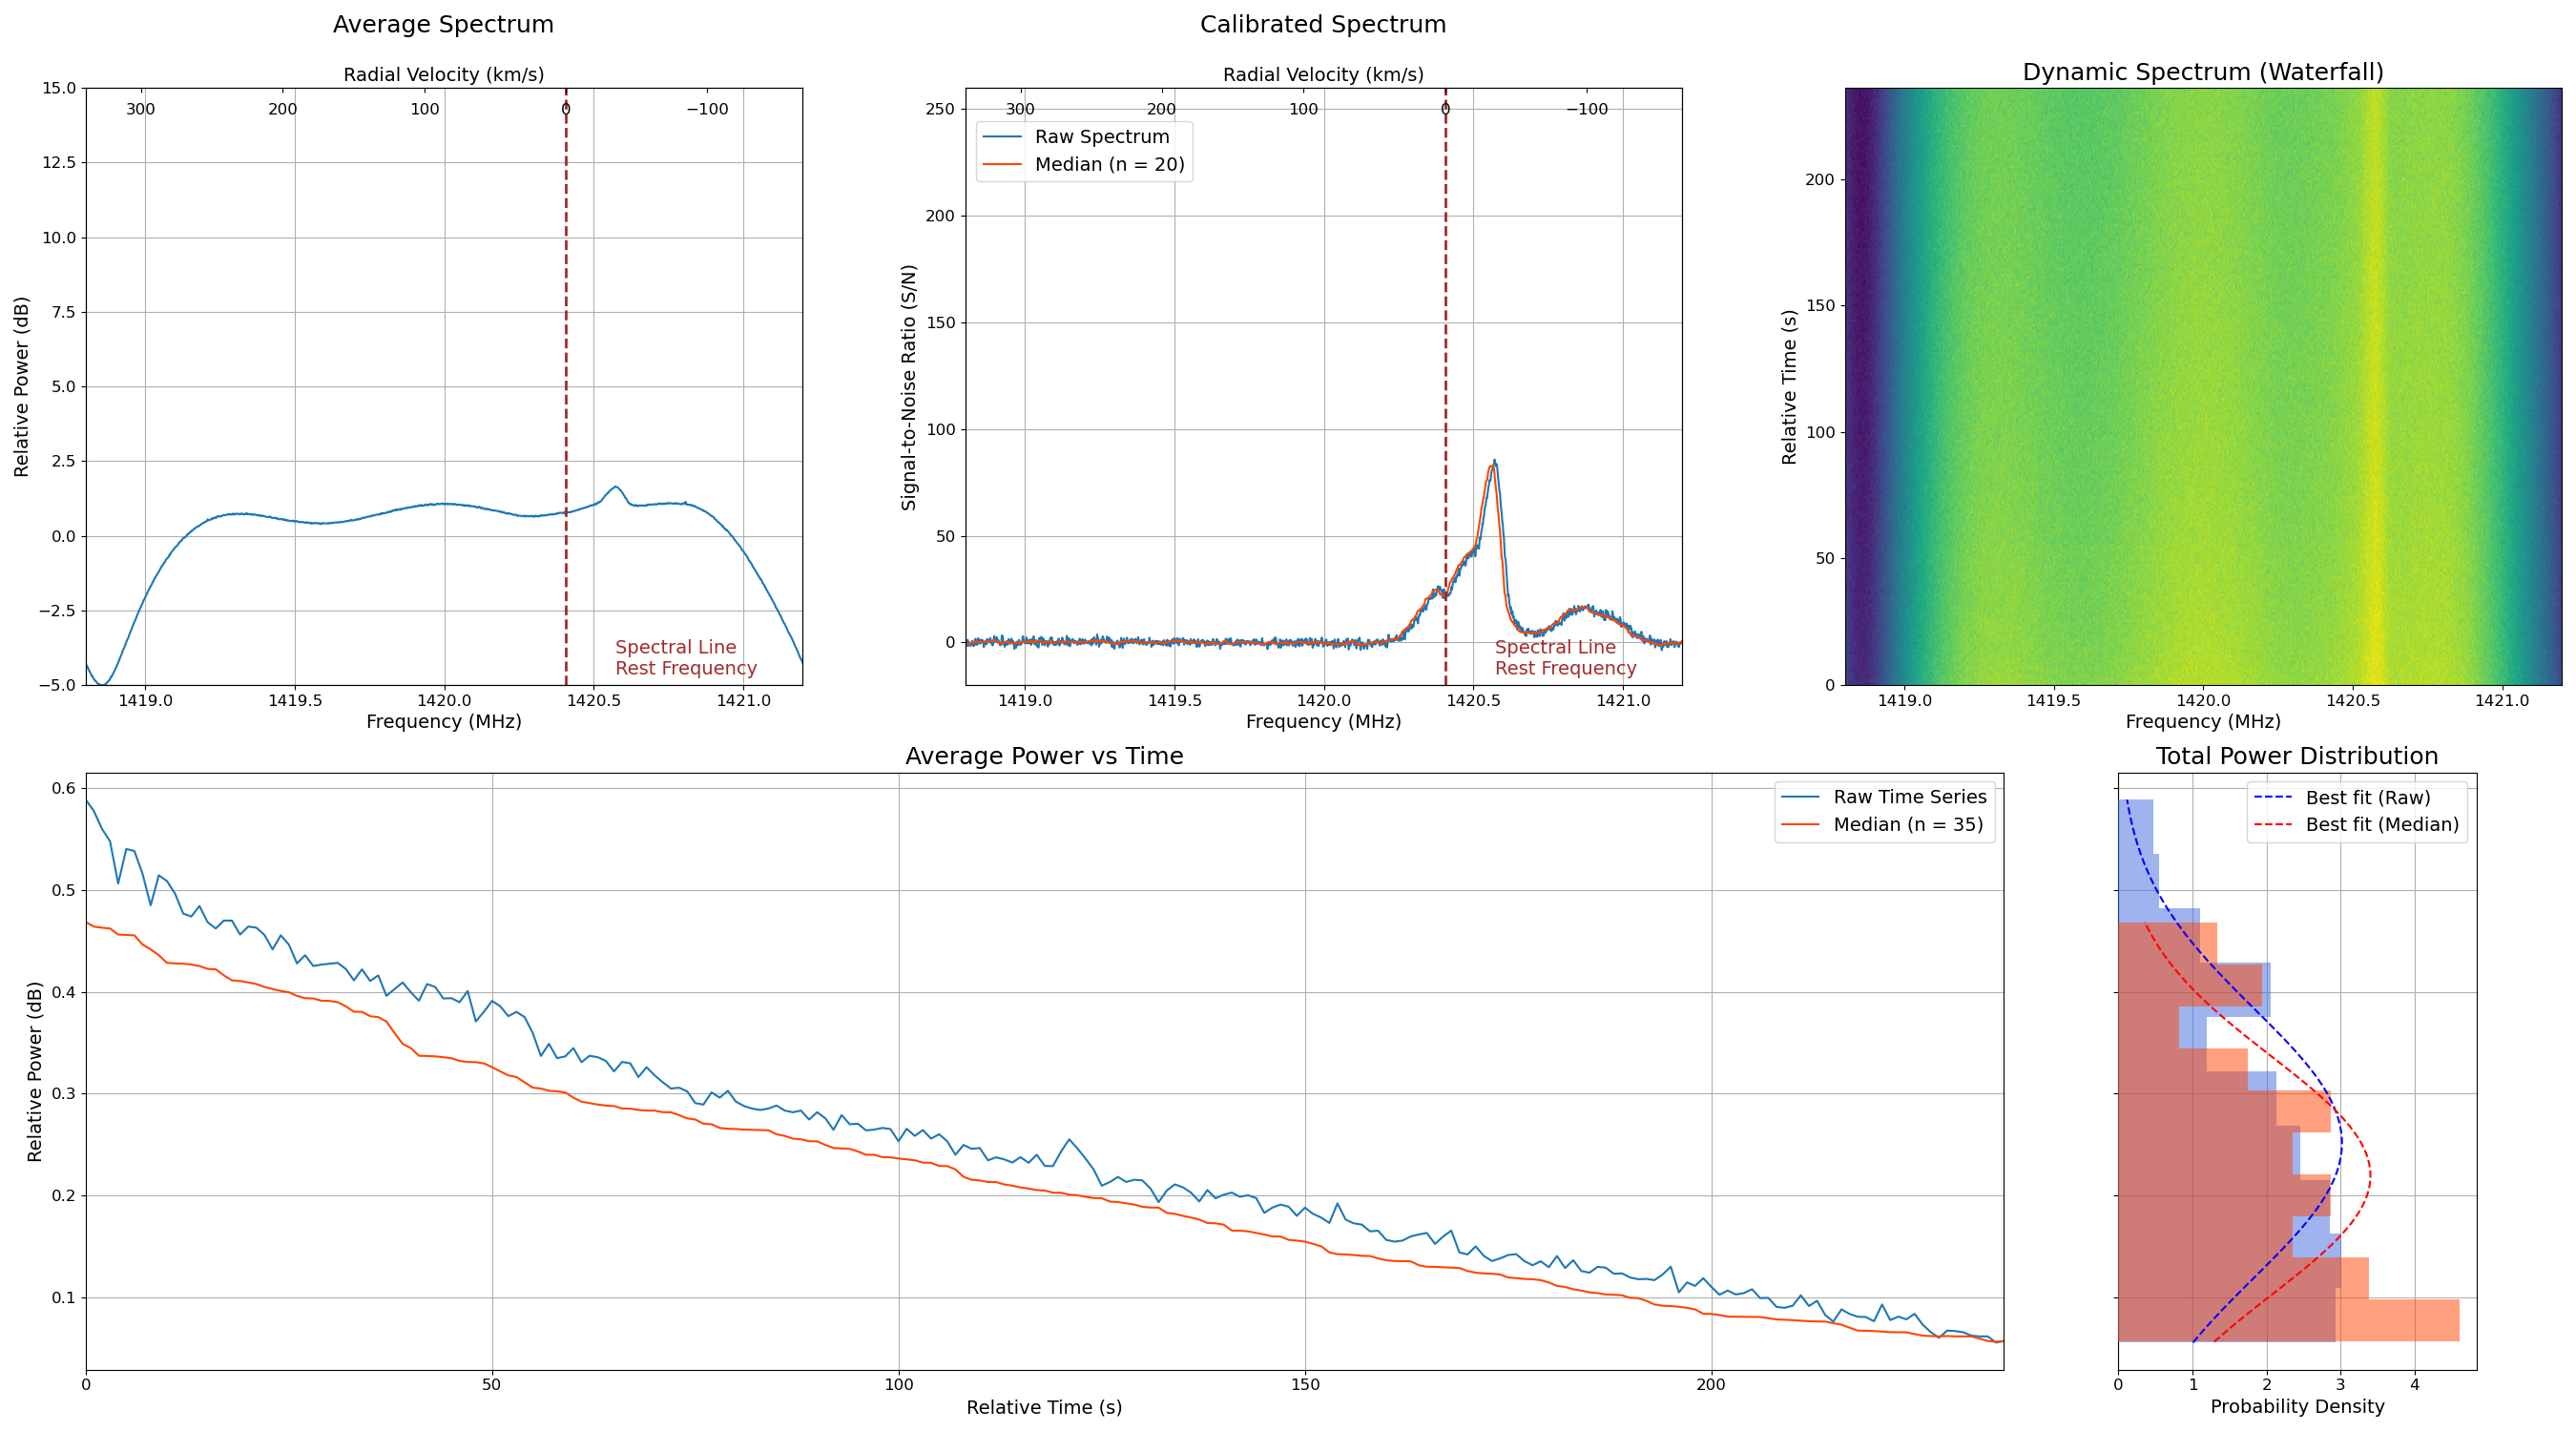 Average Spectrum
Radial Velocity (km/s)
300 200 100 0 −100
15.0
12.5
10.0
7.5
5.0
2.5
0.0
−2.5
−5.0
Relative Power (dB)
Spectral Line
Rest Frequency
1419.0 1419.5 1420.0 1420.5 1421.0
Frequency (MHz)
Calibrated Spectrum
Radial Velocity (km/s)
300 200 100 0 −100
Raw Spectrum
Median (n = 20)
250
200
150
100
50
0
Signal-to-Noise Ratio (S/N)
Spectral Line
Rest Frequency
1419.0 1419.5 1420.0 1420.5 1421.0
Frequency (MHz)
Dynamic Spectrum (Waterfall)
200
150
100
50
0
Relative Time (s)
1419.0 1419.5 1420.0 1420.5 1421.0
Frequency (MHz)
Average Power vs Time
Raw Time Series
Median (n = 35)
0.6
0.5
0.4
0.3
0.2
0.1
Relative Power (dB)
0 50 100 150 200
Relative Time (s)
Total Power Distribution
Best fit (Raw)
Best fit (Median)
0 1 2 3 4
Probability Density